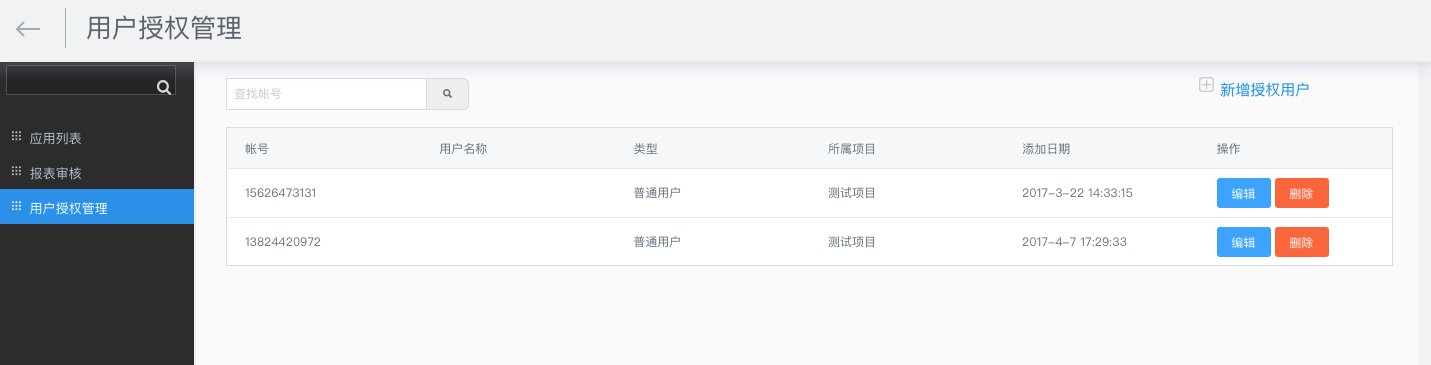 用户授权管理
应用列表
报表审核
用户授权管理
查找帐号
新增授权用户
帐号 用户名称 类型 所属项目 添加日期 操作
15626473131 普通用户 测试项目 2017-3-22 14:33:15 编辑 删除
13824420972 普通用户 测试项目 2017-4-7 17:29:33 编辑 删除